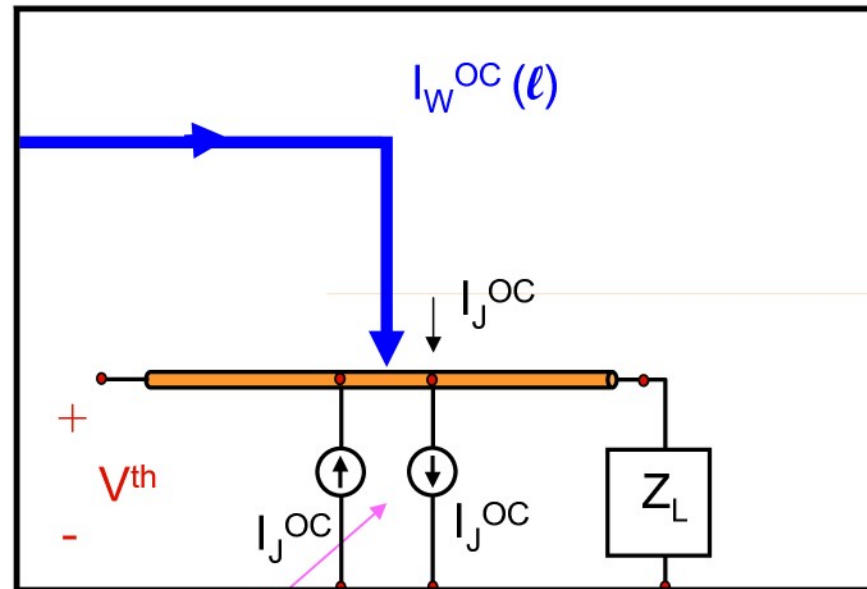 I_W^OC (ℓ)
I_J^OC
+
V^th
-
I_J^OC
I_J^OC
Z_L